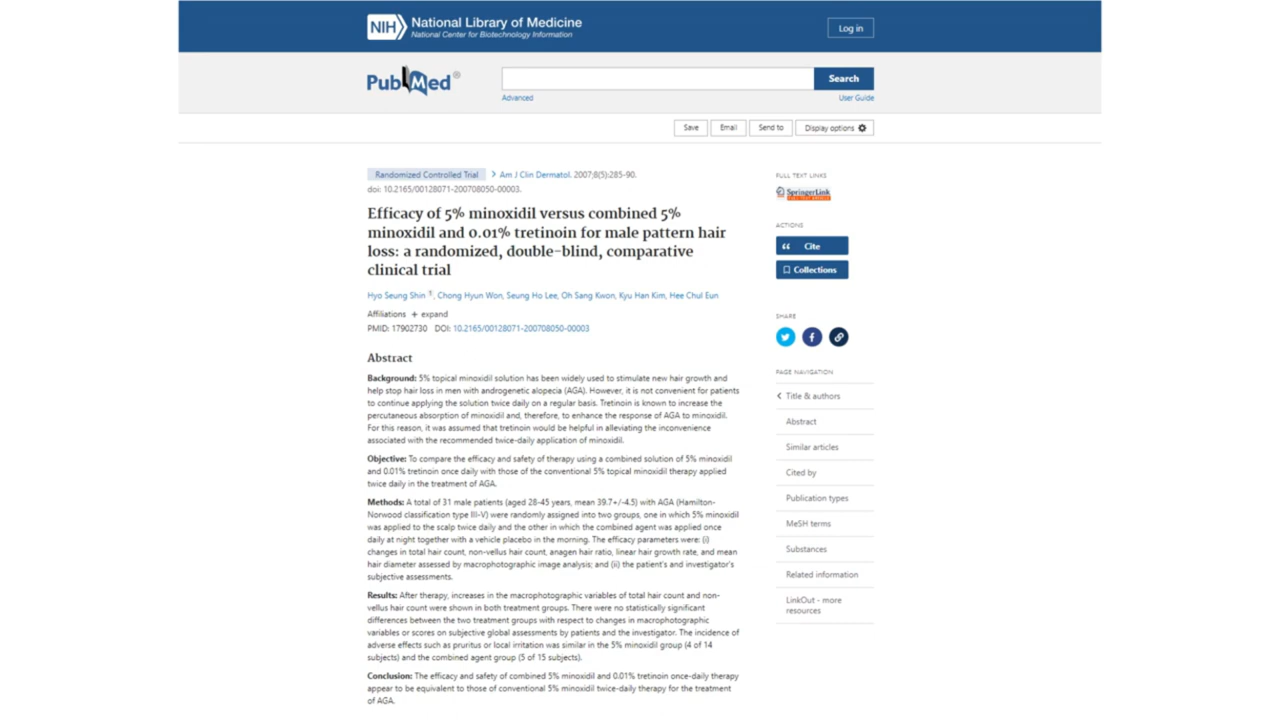 NIH National Library of Medicine
National Center for Biotechnology Information
Log in
PubMed®
Search
Advanced
User Guide
Save
Email
Send to
Display options
Randomized Controlled Trial > Am J Clin Dermatol. 2007;8(5):285-90.
doi: 10.2165/00128071-200708050-00003.
Efficacy of 5% minoxidil versus combined 5%
minoxidil and 0.01% tretinoin for male pattern hair
loss: a randomized, double-blind, comparative
clinical trial
Hyo Seung Shin 1, Chong Hyun Won, Seung Ho Lee, Oh Sang Kwon, Kyu Han Kim, Hee Chul Eun
Affiliations + expand
PMID: 17902730 DOI: 10.2165/00128071-200708050-00003
Abstract
Background: 5% topical minoxidil solution has been widely used to stimulate new hair growth and
help stop hair loss in men with androgenetic alopecia (AGA). However, it is not convenient for patients
to continue applying the solution twice daily on a regular basis. Tretinoin is known to increase the
percutaneous absorption of minoxidil and, therefore, to enhance the response of AGA to minoxidil.
For this reason, it was assumed that tretinoin would be helpful in alleviating the inconvenience
associated with the recommended twice-daily application of minoxidil.
Objective: To compare the efficacy and safety of therapy using a combined solution of 5% minoxidil
and 0.01% tretinoin once daily with those of the conventional 5% topical minoxidil therapy applied
twice daily in the treatment of AGA.
Methods: A total of 31 male patients (aged 28-45 years, mean 39.7+/-4.5) with AGA (Hamilton-
Norwood classification type III-V) were randomly assigned into two groups, one in which 5% minoxidil
was applied to the scalp twice daily and the other in which the combined agent was applied once
daily at night together with a vehicle placebo in the morning. The efficacy parameters were: (i)
changes in total hair count, non-vellus hair count, anagen hair ratio, linear hair growth rate, and mean
hair diameter assessed by macrophotographic image analysis; and (ii) the patient's and investigator's
subjective assessments.
Results: After therapy, increases in the macrophotographic variables of total hair count and non-
vellus hair count were shown in both treatment groups. There were no statistically significant
differences between the two treatment groups with respect to changes in macrophotographic
variables or scores on subjective global assessments by patients and the investigator. The incidence of
adverse effects such as pruritus or local irritation was similar in the 5% minoxidil group (4 of 14
subjects) and the combined agent group (5 of 15 subjects).
Conclusion: The efficacy and safety of combined 5% minoxidil and 0.01% tretinoin once-daily therapy
appear to be equivalent to those of conventional 5% minoxidil twice-daily therapy for the treatment
of AGA.
FULL TEXT LINKS
SpringerLink
FULL TEXT ARTICLE
ACTIONS
Cite
Collections
SHARE
PAGE NAVIGATION
< Title & authors
Abstract
Similar articles
Cited by
Publication types
MeSH terms
Substances
Related information
LinkOut - more
resources